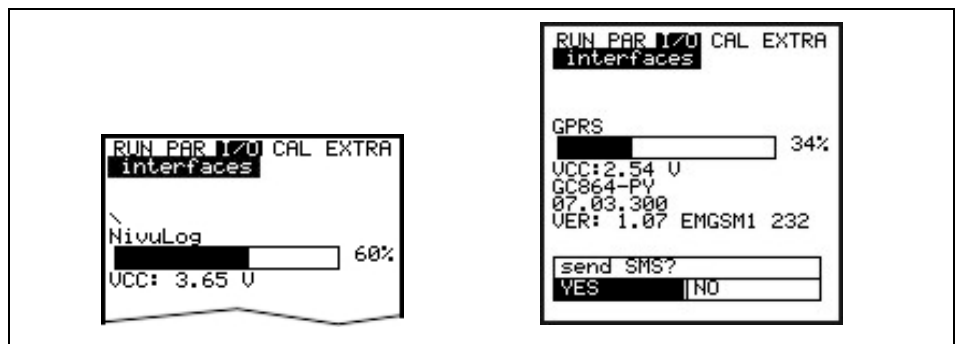 RUN PAR I/O CAL EXTRA
interfaces
\
NivuLog
60%
VCC: 3.65 V
RUN PAR I/O CAL EXTRA
interfaces
GPRS
34%
VCC:2.54 V
GC864-PY
07.03.300
VER: 1.07 EMGSM1 232
send SMS?
YES NO